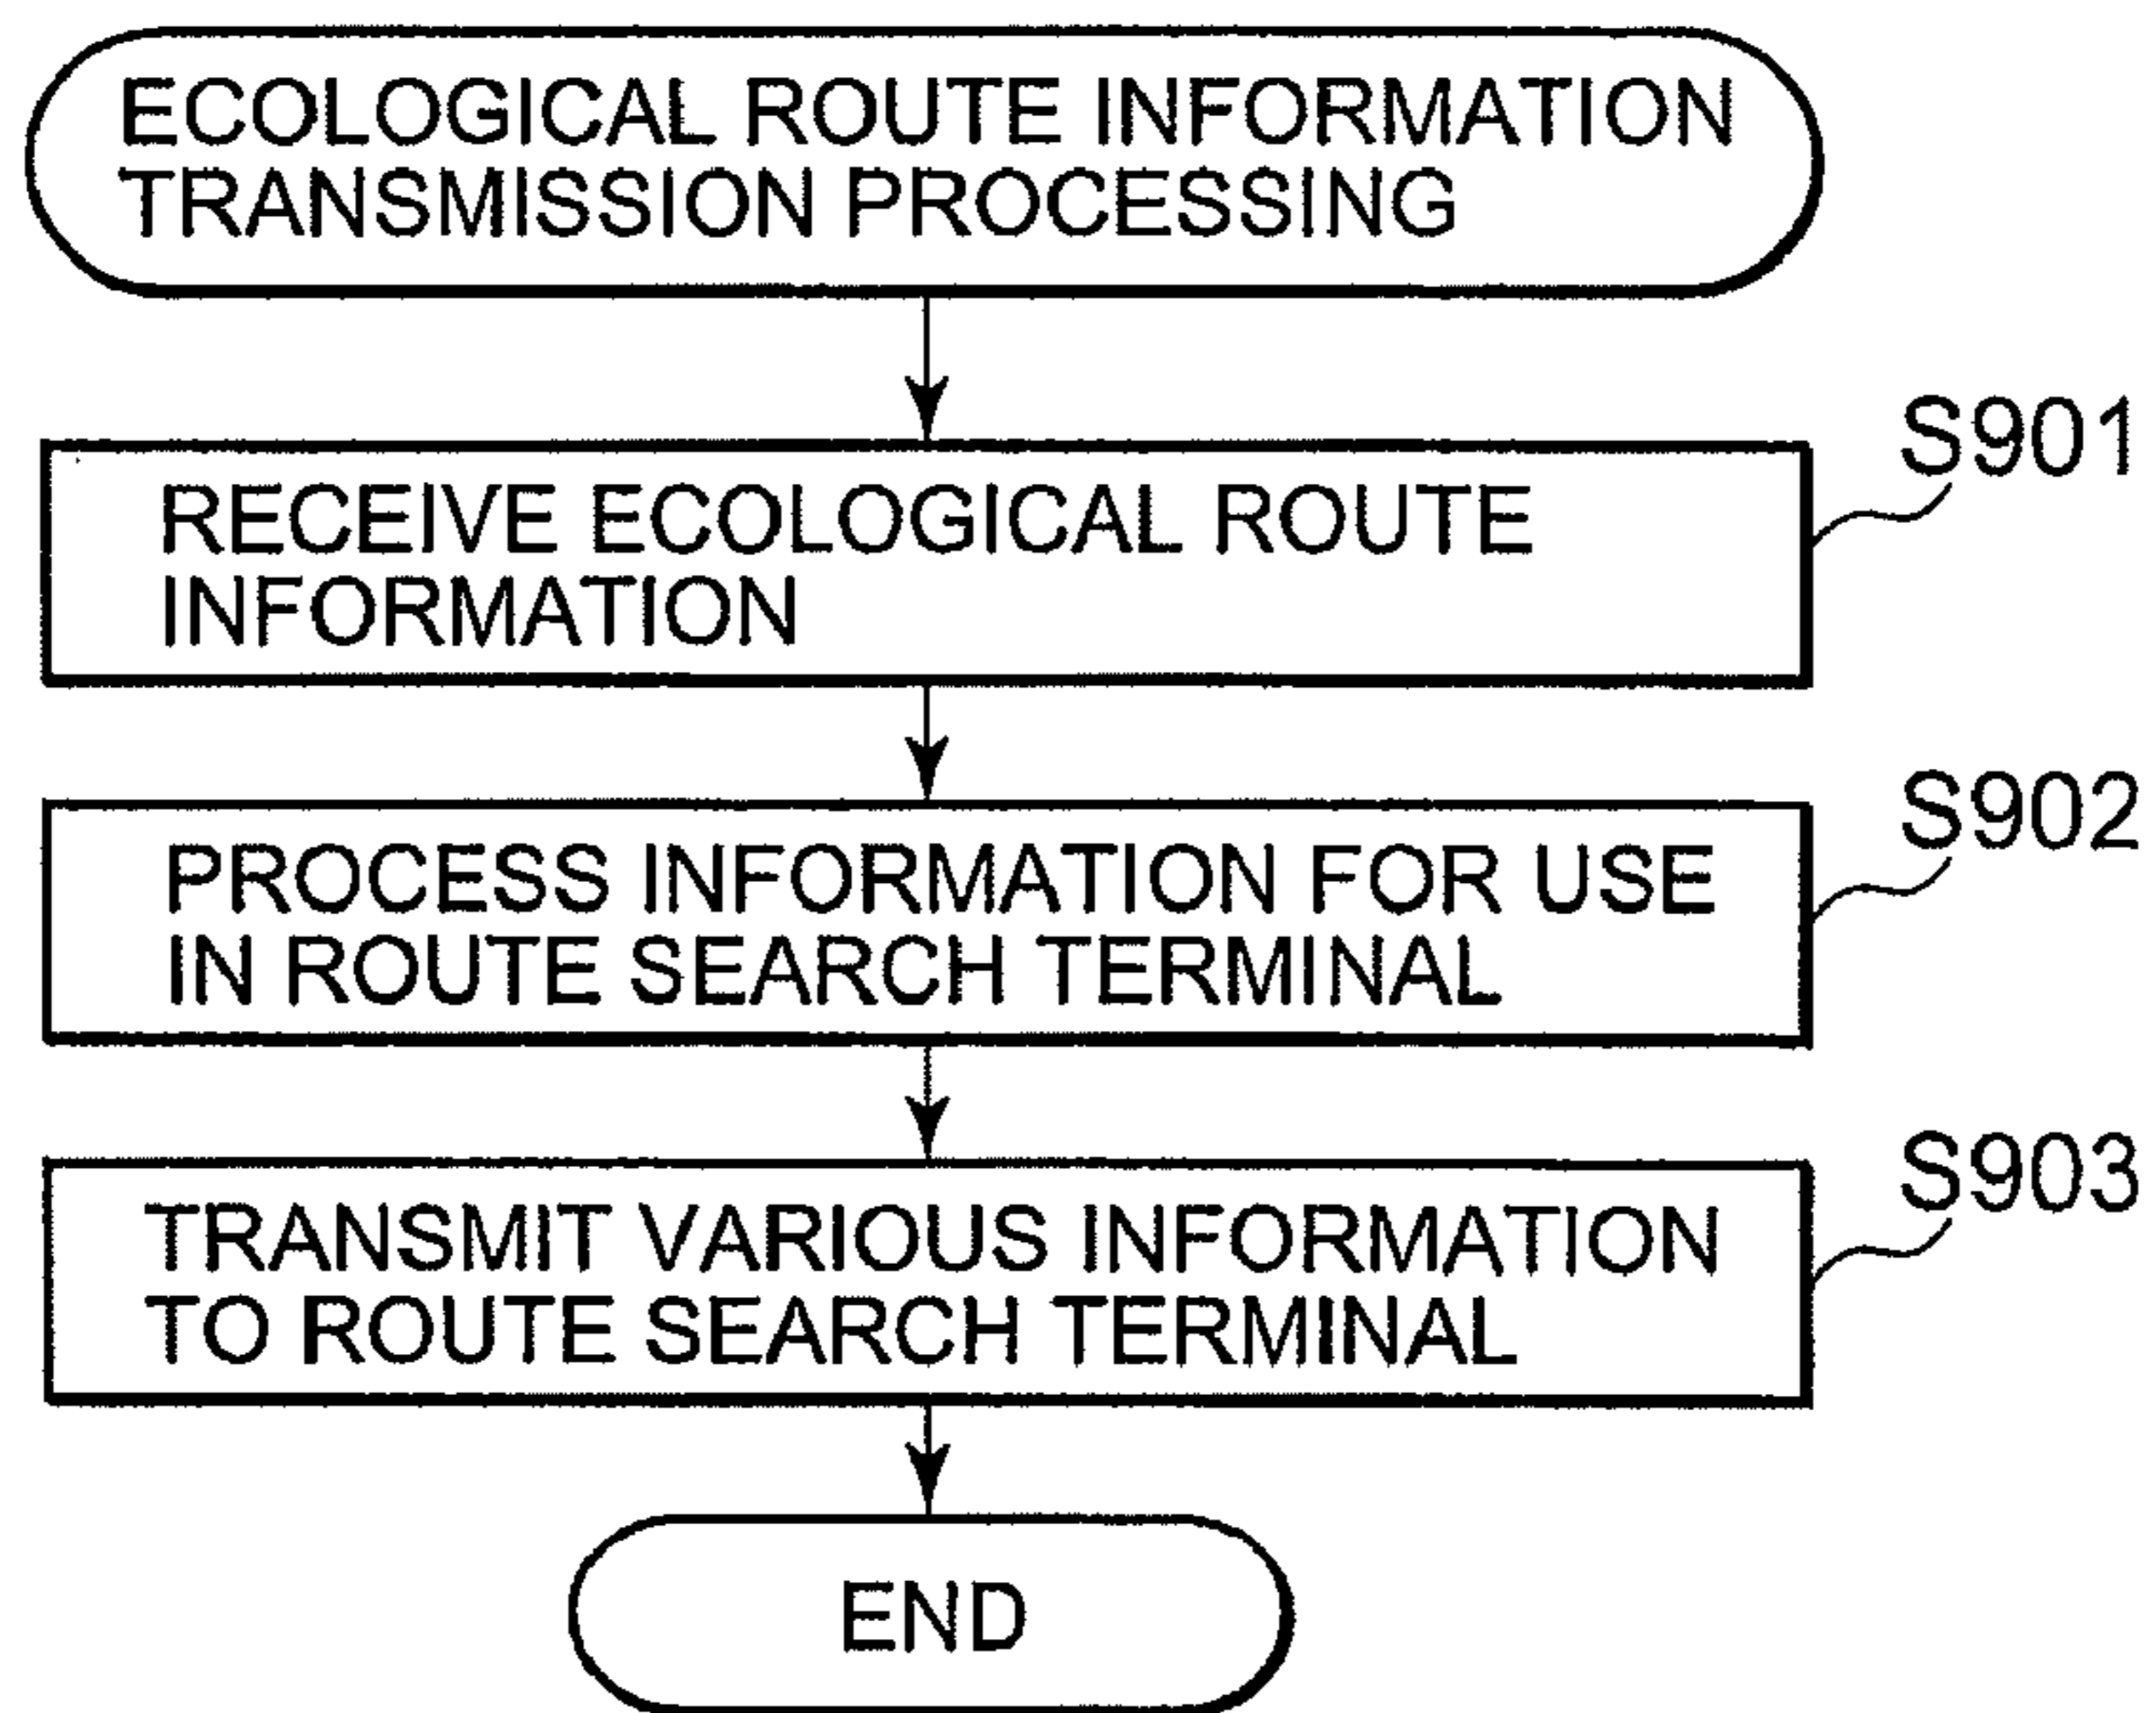 ECOLOGICAL ROUTE INFORMATION
TRANSMISSION PROCESSING
S901
RECEIVE ECOLOGICAL ROUTE
INFORMATION
S902
PROCESS INFORMATION FOR USE
IN ROUTE SEARCH TERMINAL
S903
TRANSMIT VARIOUS INFORMATION
TO ROUTE SEARCH TERMINAL
END